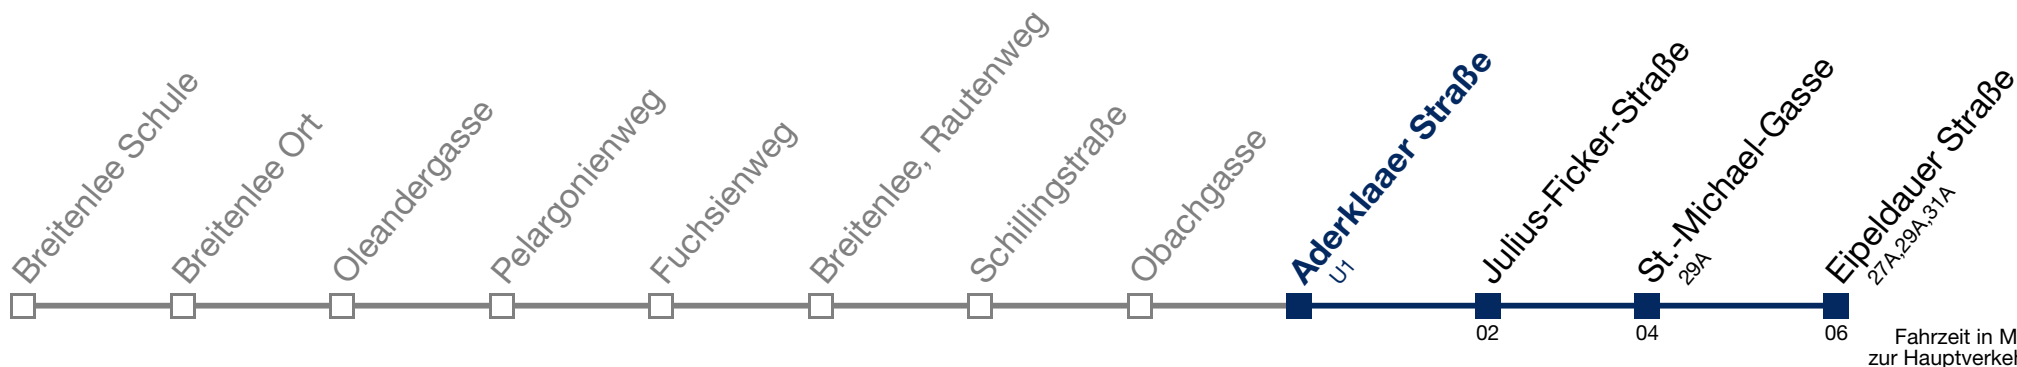 Breitenlee Schule
Breitenlee Ort
Oleandergasse
Pelargonienweg
Fuchsienweg
Breitenlee, Rautenweg
Schillingstraße
Obachgasse
Aderklaaer Straße
U1
Julius-Ficker-Straße
St.-Michael-Gasse
29A
Eipeldauer Straße
27A,29A,31A
02
04
06
Fahrzeit in M
zur Hauptverkeh